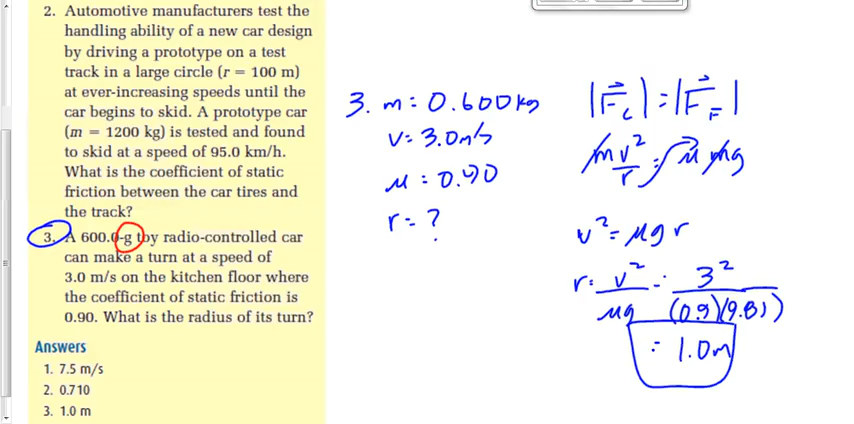 2. Automotive manufacturers test the
handling ability of a new car design
by driving a prototype on a test
track in a large circle (r = 100 m)
at ever-increasing speeds until the
car begins to skid. A prototype car
(m = 1200 kg) is tested and found
to skid at a speed of 95.0 km/h.
What is the coefficient of static
friction between the car tires and
the track?
3. A 600.0-g toy radio-controlled car
can make a turn at a speed of
3.0 m/s on the kitchen floor where
the coefficient of static friction is
0.90. What is the radius of its turn?
Answers
1. 7.5 m/s
2. 0.710
3. 1.0 m
3. m = 0.600 kg
v = 3.0 m/s
μ = 0.90
r = ?
|F⃗c| = |F⃗F|
mv²/r = μmg
v² = μgr
r = v²/μg = 3²/(0.9)(9.81)
= 1.0m